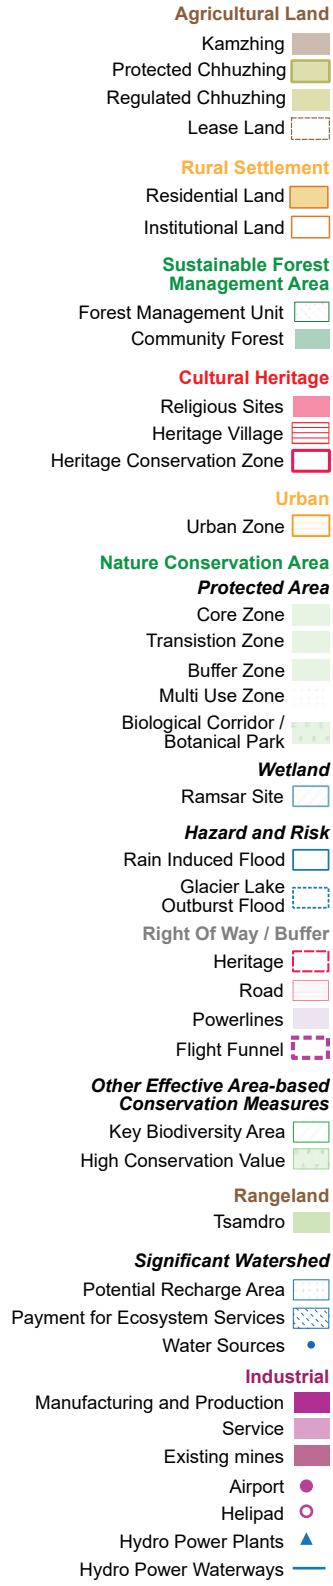 Agricultural Land
Kamzhing
Protected Chhuzhing
Regulated Chhuzhing
Lease Land
Rural Settlement
Residential Land
Institutional Land
Sustainable Forest
Management Area
Forest Management Unit
Community Forest
Cultural Heritage
Religious Sites
Heritage Village
Heritage Conservation Zone
Urban
Urban Zone
Nature Conservation Area
Protected Area
Core Zone
Transistion Zone
Buffer Zone
Multi Use Zone
Biological Corridor /
Botanical Park
Wetland
Ramsar Site
Hazard and Risk
Rain Induced Flood
Glacier Lake
Outburst Flood
Right Of Way / Buffer
Heritage
Road
Powerlines
Flight Funnel
Other Effective Area-based
Conservation Measures
Key Biodiversity Area
High Conservation Value
Rangeland
Tsamdro
Significant Watershed
Potential Recharge Area
Payment for Ecosystem Services
Water Sources
Industrial
Manufacturing and Production
Service
Existing mines
Airport
Helipad
Hydro Power Plants
Hydro Power Waterways